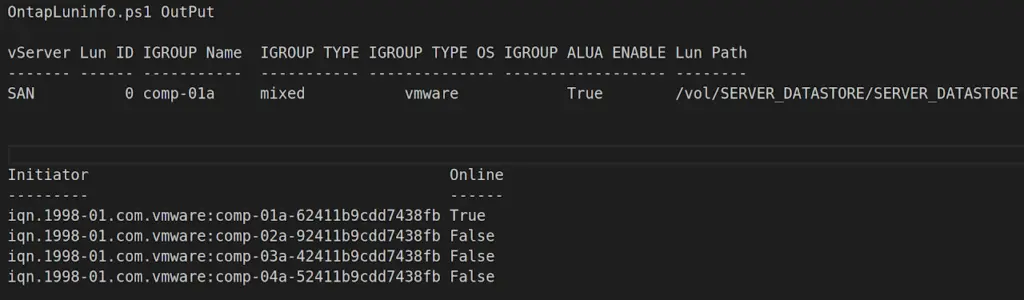 OntapLuninfo.ps1 OutPut
vServer Lun ID IGROUP Name  IGROUP TYPE IGROUP TYPE OS IGROUP ALUA ENABLE Lun Path
------- ------ -----------  ----------- -------------- ------------------ --------
SAN          0 comp-01a     mixed           vmware            True        /vol/SERVER_DATASTORE/SERVER_DATASTORE
Initiator                                        Online
---------                                        ------
iqn.1998-01.com.vmware:comp-01a-62411b9cdd7438fb True
iqn.1998-01.com.vmware:comp-02a-92411b9cdd7438fb False
iqn.1998-01.com.vmware:comp-03a-42411b9cdd7438fb False
iqn.1998-01.com.vmware:comp-04a-52411b9cdd7438fb False